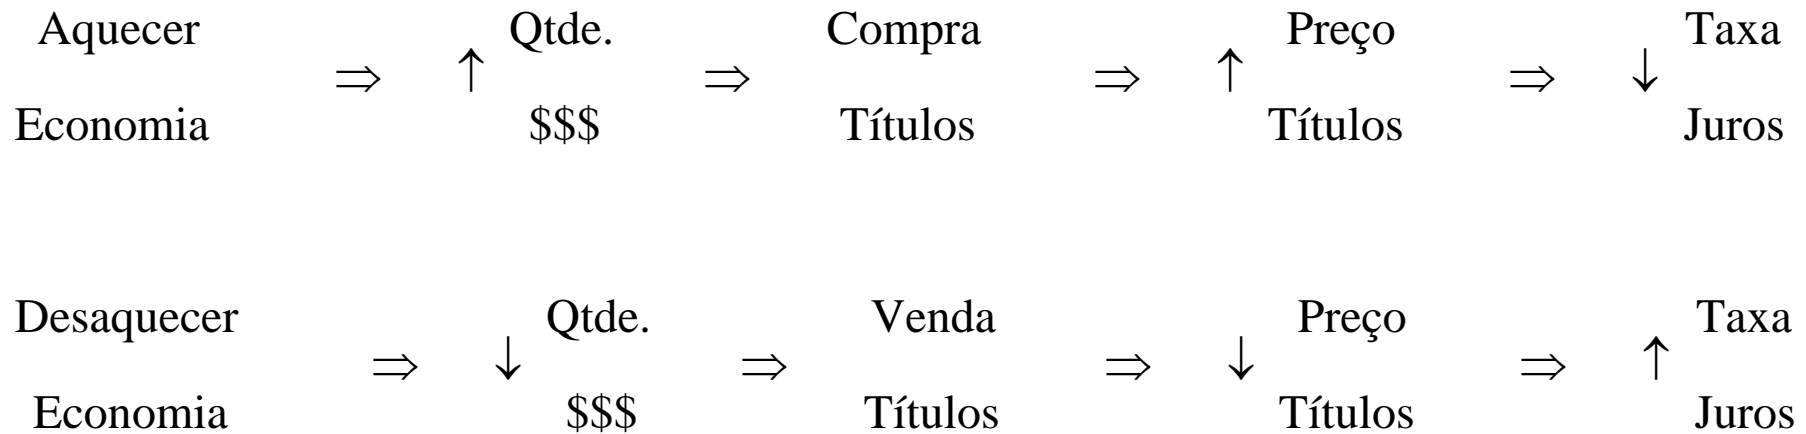 Aquecer Qtde. Compra Preço Taxa
⇒ ↑ ⇒ ⇒ ↑ ⇒ ↓
Economia $$$ Títulos Títulos Juros
Desaquecer Qtde. Venda Preço Taxa
⇒ ↓ ⇒ ⇒ ↓ ⇒ ↑
Economia $$$ Títulos Títulos Juros